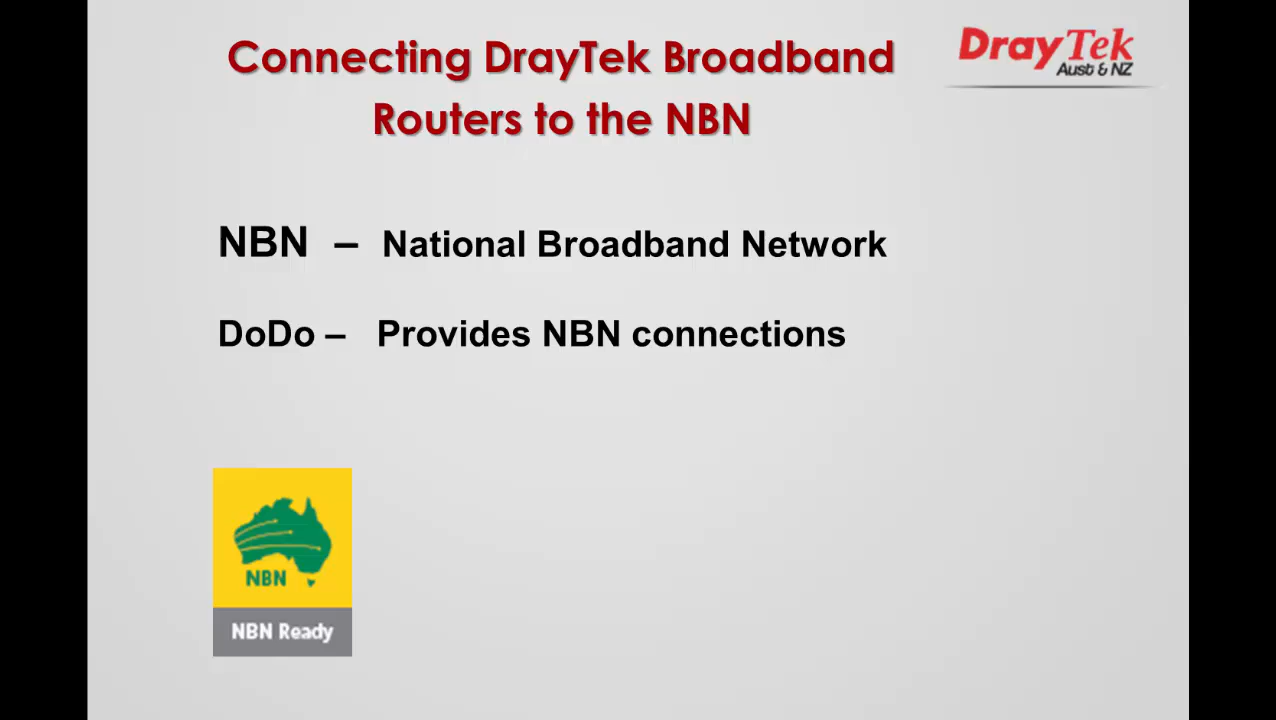 Connecting DrayTek Broadband
Routers to the NBN
DrayTek
Aust & NZ
NBN – National Broadband Network
DoDo – Provides NBN connections
NBN
NBN Ready